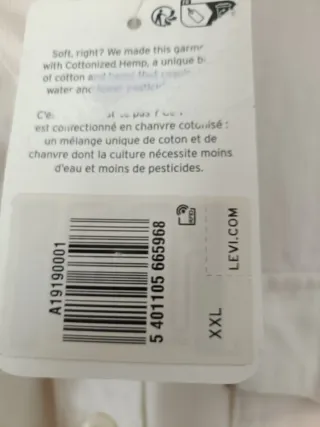 Soft, right? We made this garm
with Cottonized Hemp, a unique b
of cotton and
water and
C'e
est confectionné en chanvre cotonisé :
un mélange unique de coton et de
chanvre dont la culture nécessite moins
d'eau et moins de pesticides.
A19190001
5 401105 665968
RFID
XXL
LEVI.COM